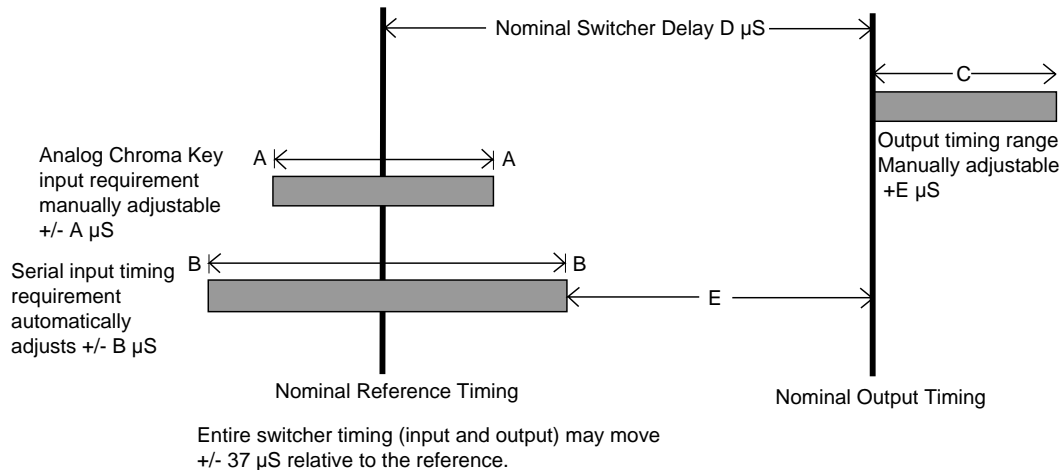 Nominal Switcher Delay D µS
C
Output timing range
Manually adjustable
+E µS
Analog Chroma Key
input requirement
manually adjustable
+/- A µS
A
A
Serial input timing
requirement
automatically
adjusts +/- B µS
B
B
E
Nominal Reference Timing
Nominal Output Timing
Entire switcher timing (input and output) may move
+/- 37 µS relative to the reference.